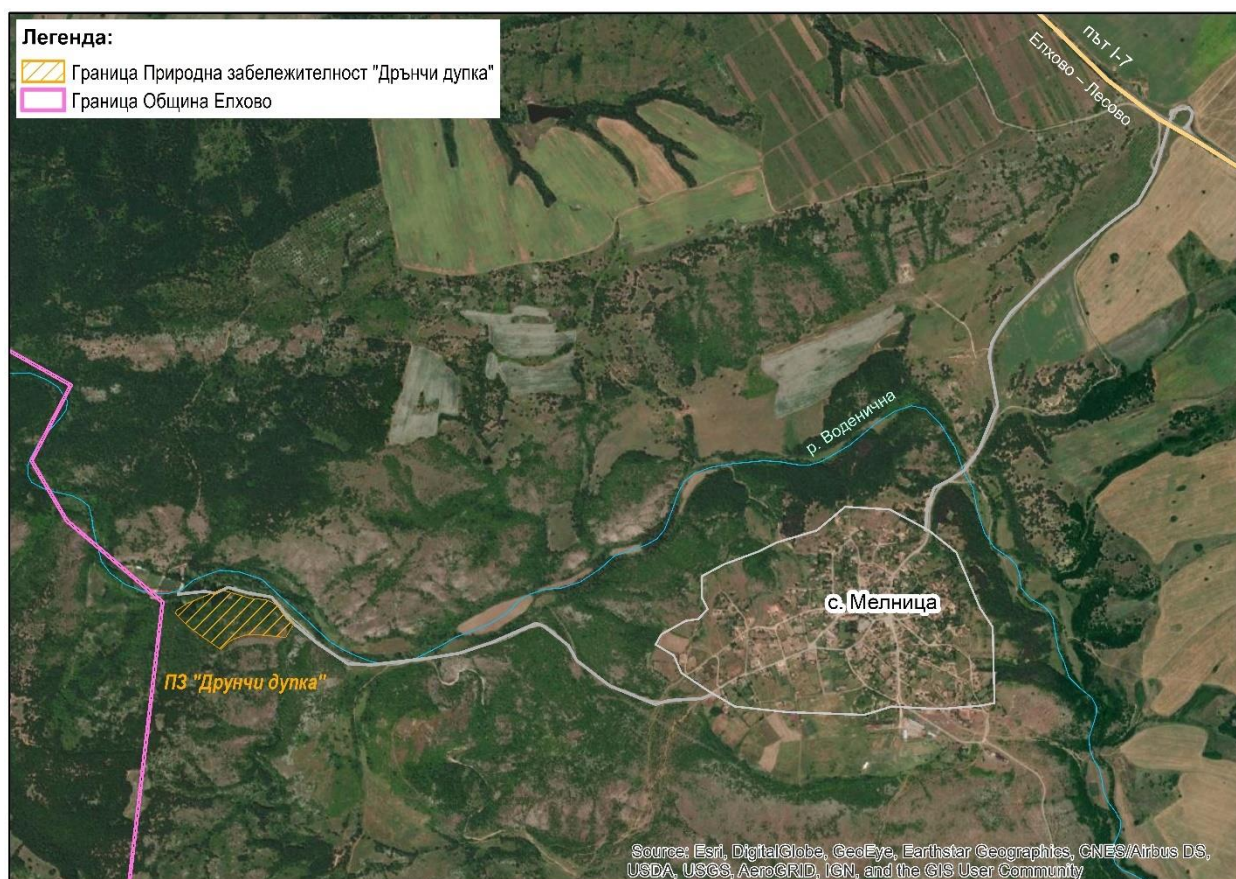 Легенда:
Граница Природна забележителност "Дрънчи дупка"
Граница Община Елхово
път I-7
Елхово – Лесово
р. Воденична
с. Мелница
ПЗ "Друнчи дупка"
Source: Esri, DigitalGlobe, GeoEye, Earthstar Geographics, CNES/Airbus DS,
USDA, USGS, AeroGRID, IGN, and the GIS User Community